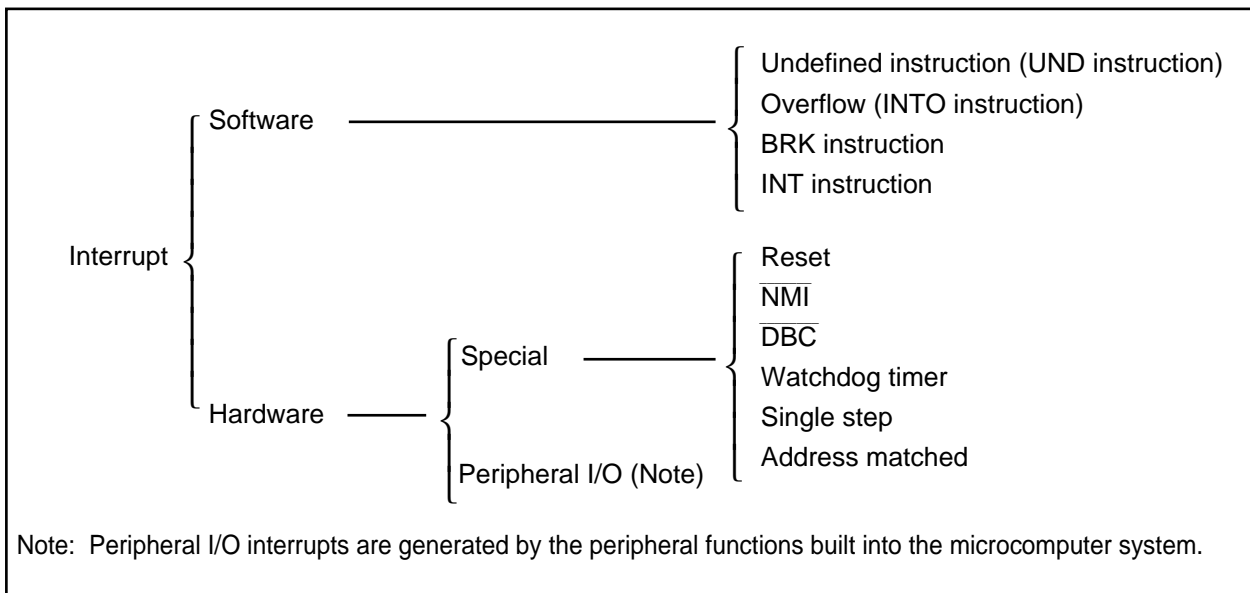 Undefined instruction (UND instruction)
Overflow (INTO instruction)
BRK instruction
INT instruction
Software
Interrupt
Reset
N̅M̅I̅
D̅B̅C̅
Watchdog timer
Single step
Address matched
Special
Hardware
Peripheral I/O (Note)
Note: Peripheral I/O interrupts are generated by the peripheral functions built into the microcomputer system.